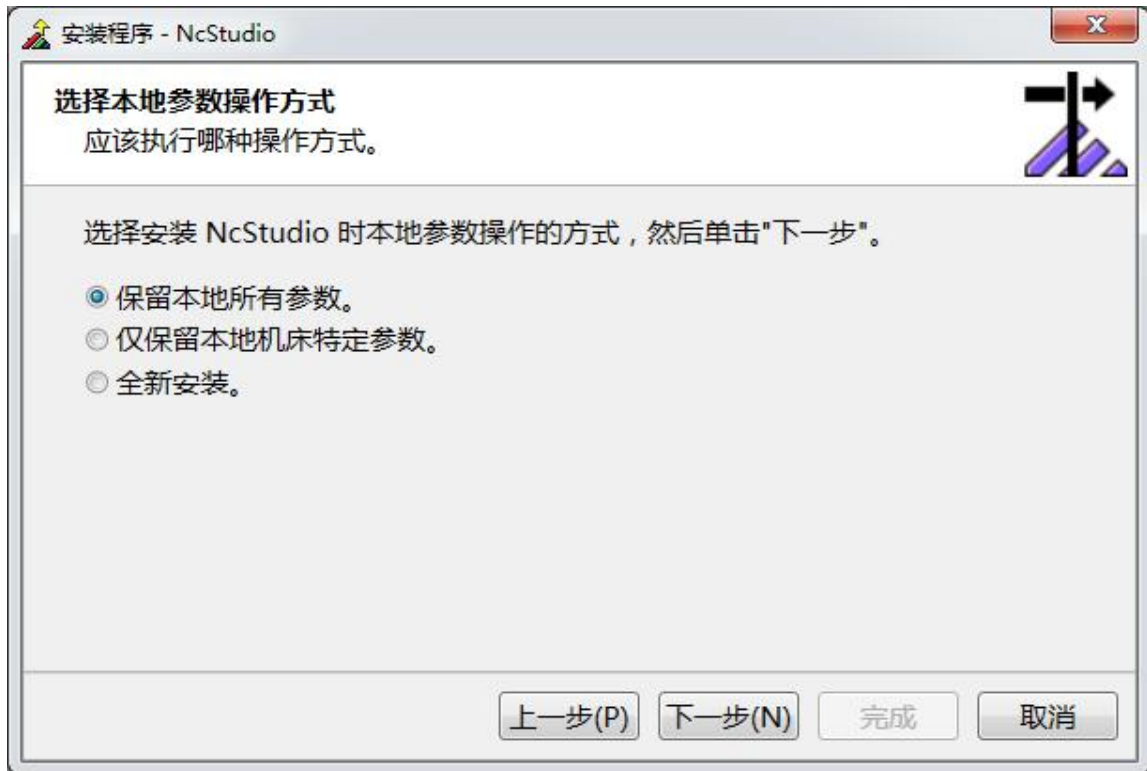 安装程序 - NcStudio
选择本地参数操作方式
应该执行哪种操作方式。
选择安装 NcStudio 时本地参数操作的方式，然后单击"下一步"。
保留本地所有参数。
仅保留本地机床特定参数。
全新安装。
上一步(P) 下一步(N) 完成 取消